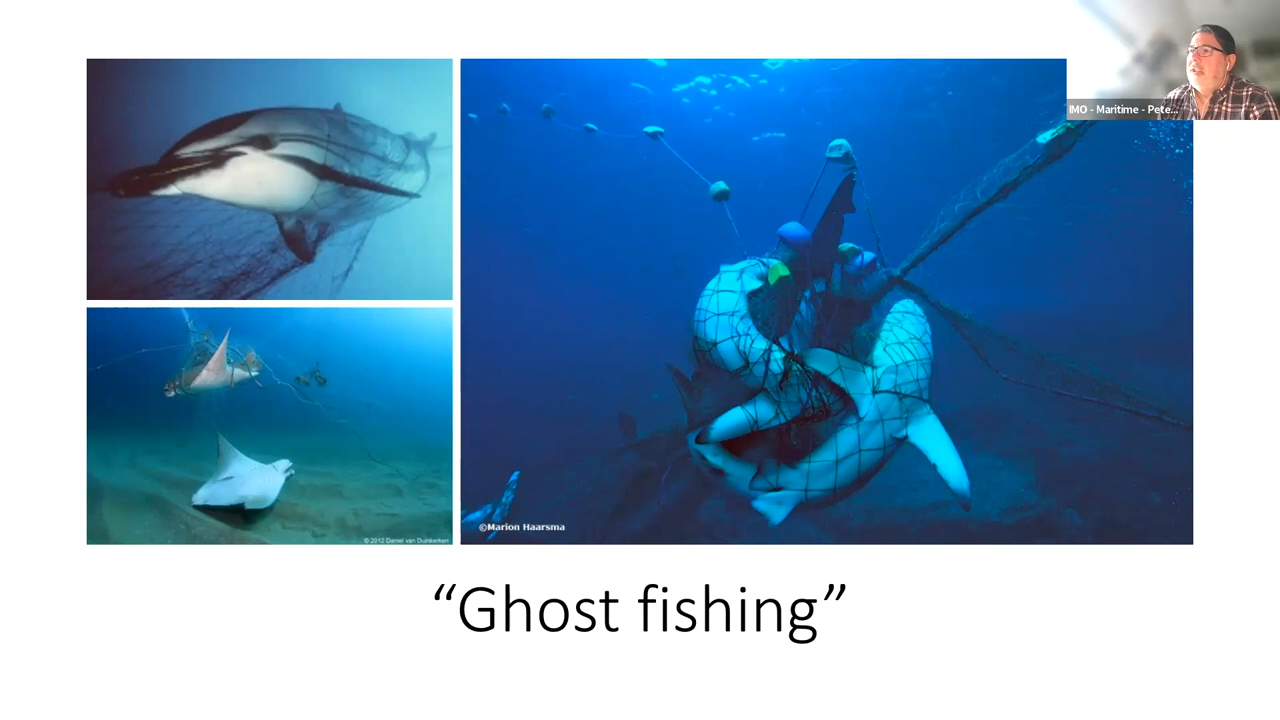 IMO - Maritime - Pete...
©Marion Haarsma
© 2012 Daniel van Duinkerken
“Ghost fishing”